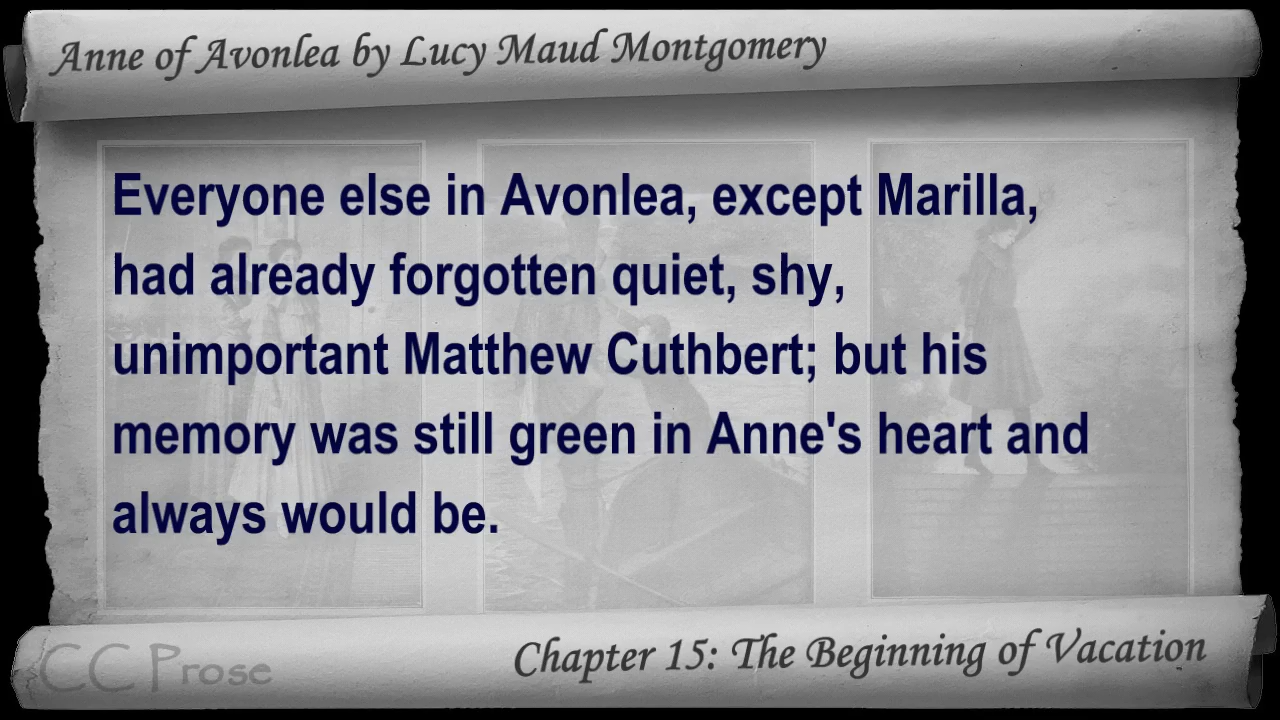 Anne of Avonlea by Lucy Maud Montgomery
Everyone else in Avonlea, except Marilla,
had already forgotten quiet, shy,
unimportant Matthew Cuthbert; but his
memory was still green in Anne's heart and
always would be.
CC Prose
Chapter 15: The Beginning of Vacation